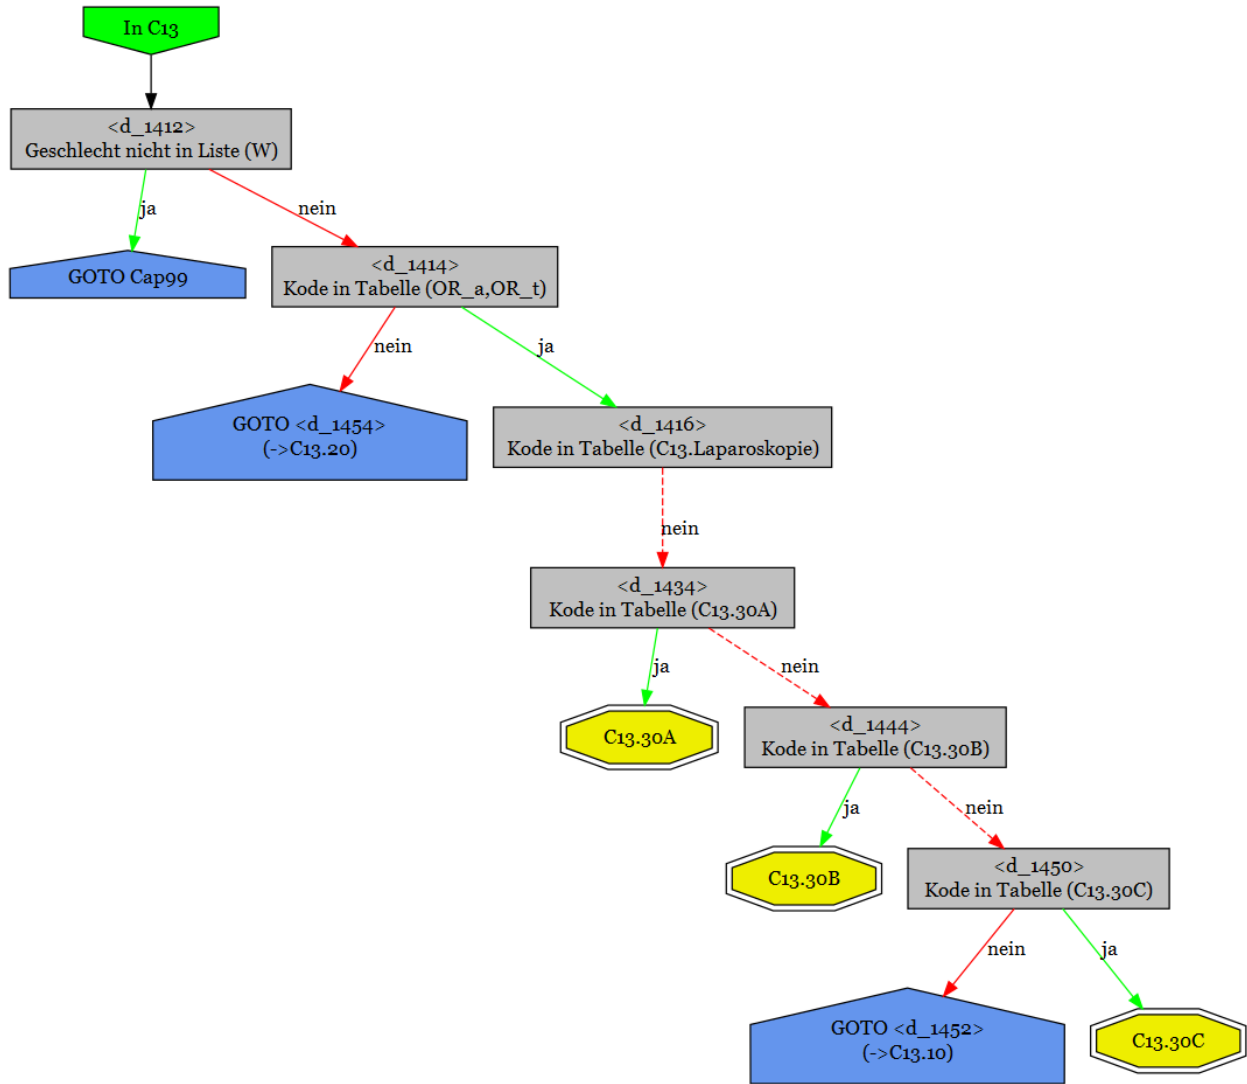 In C13
<d_1412>
Geschlecht nicht in Liste (W)
ja
nein
GOTO Cap99
<d_1414>
Kode in Tabelle (OR_a,OR_t)
nein
ja
GOTO <d_1454>
(->C13.20)
<d_1416>
Kode in Tabelle (C13.Laparoskopie)
nein
<d_1434>
Kode in Tabelle (C13.30A)
ja
nein
C13.30A
<d_1444>
Kode in Tabelle (C13.30B)
ja
nein
C13.30B
<d_1450>
Kode in Tabelle (C13.30C)
nein
ja
GOTO <d_1452>
(->C13.10)
C13.30C